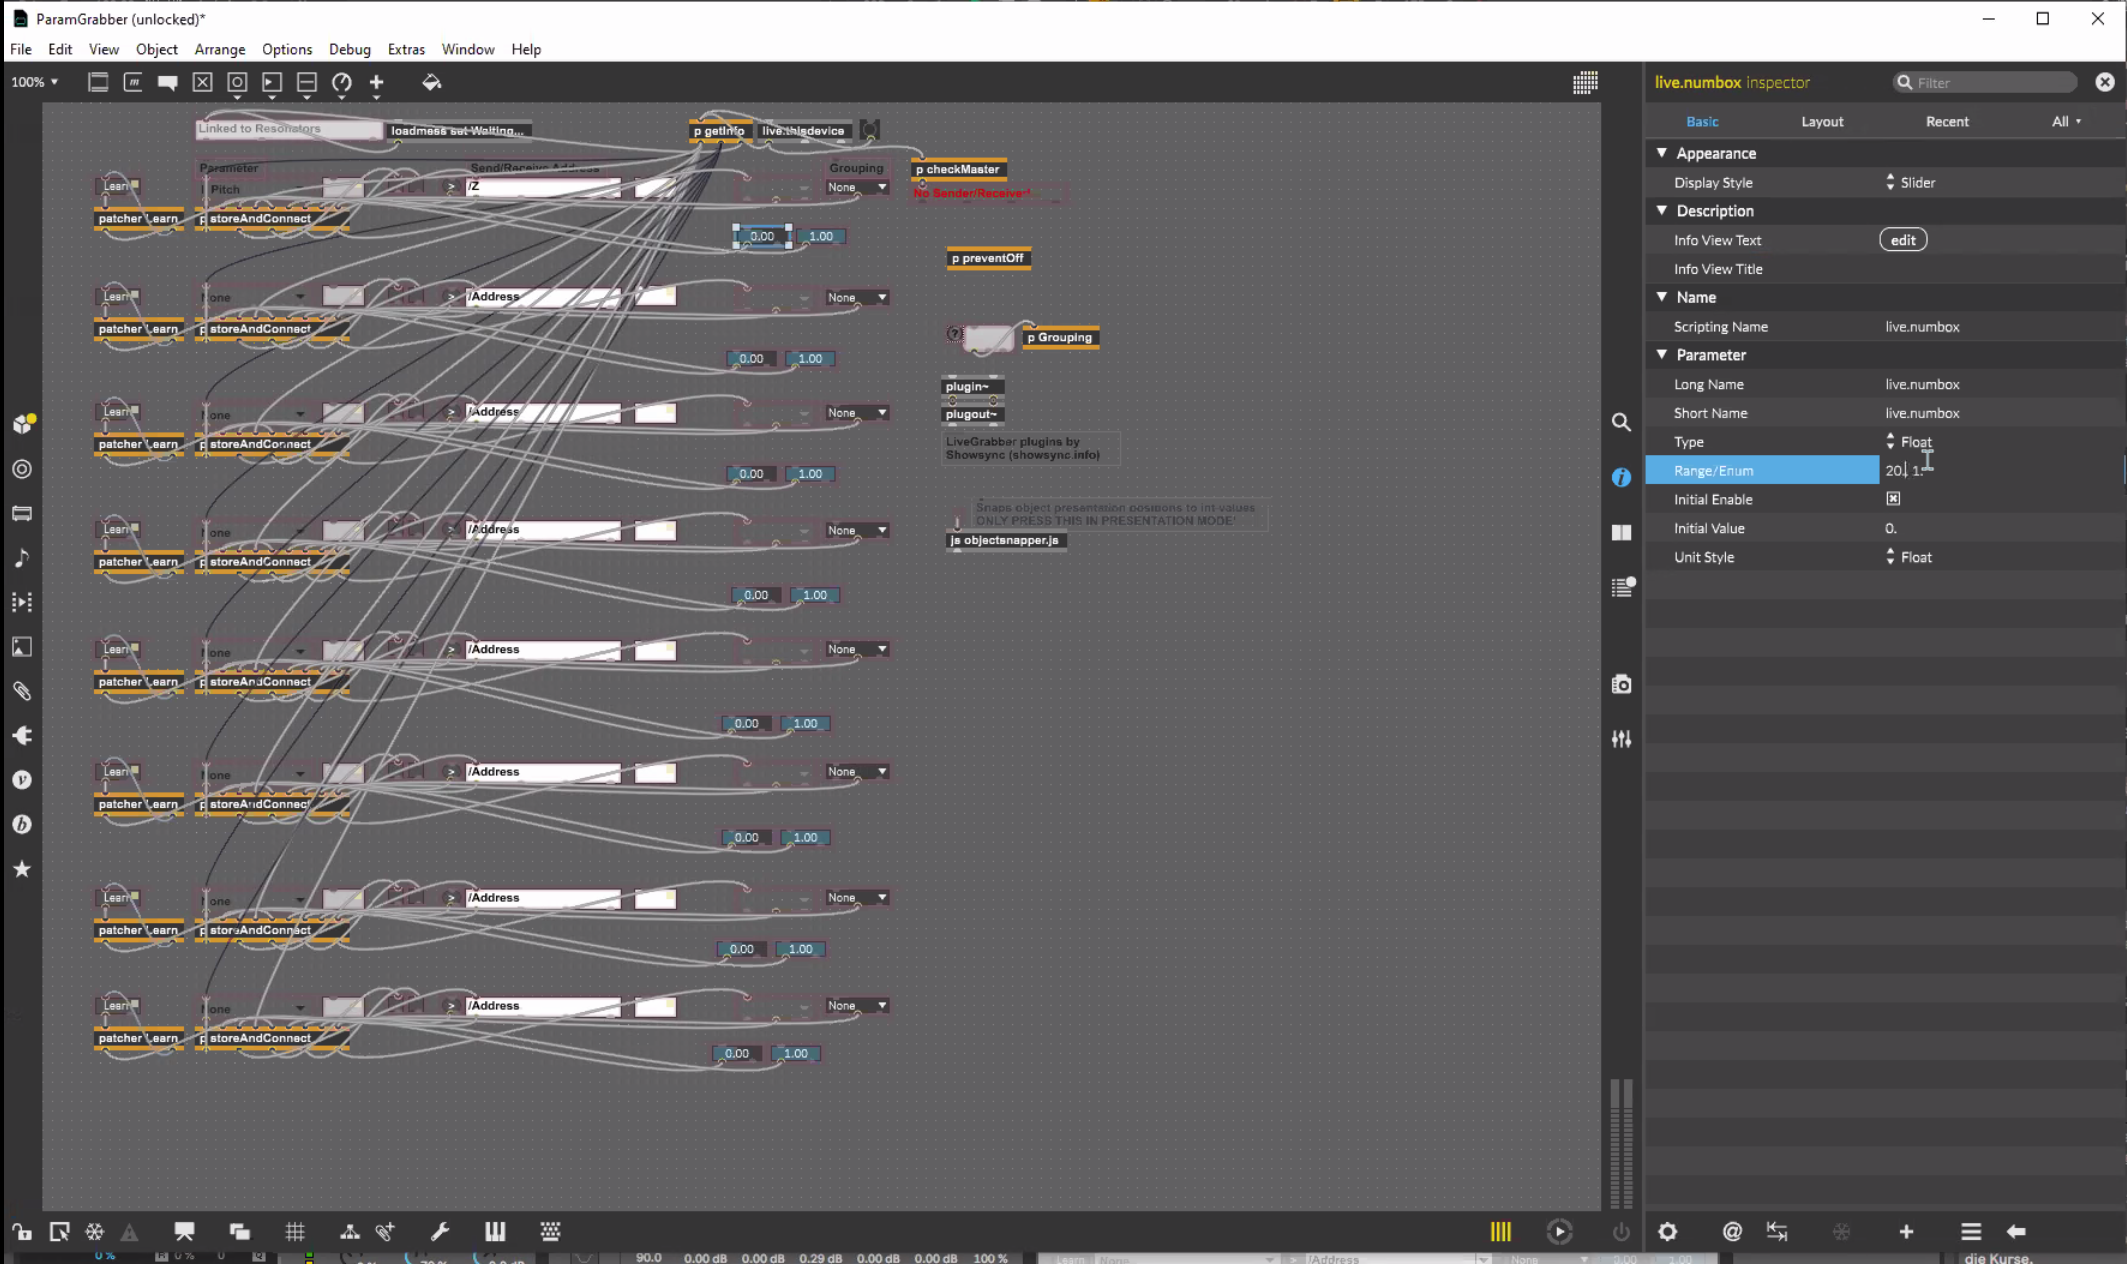 ParamGrabber (unlocked)*
File Edit View Object Arrange Options Debug Extras Window Help
100%
live.numbox inspector
Filter
Basic Layout Recent All
Linked to Resonators
loadmess set Waiting...
p getInfo
live.thisdevice
Parameter
Send/Receive Address
Grouping
p checkMaster
No Sender/Receiver!
Learn
Pitch
>
/Z
None
patcher Learn
p storeAndConnect
0.00 1.00
p preventOff
Learn None > /Address None
patcher Learn p storeAndConnect
p Grouping
0.00 1.00
plugin~
Learn None > /Address None
plugout~
patcher Learn p storeAndConnect
LiveGrabber plugins by
Showsync (showsync.info)
0.00 1.00
Snaps object presentation positions to int values
ONLY PRESS THIS IN PRESENTATION MODE'
js objectsnapper.js
Learn None > /Address None
patcher Learn p storeAndConnect
0.00 1.00
Learn None > /Address None
patcher Learn p storeAndConnect
0.00 1.00
Learn None > /Address None
patcher Learn p storeAndConnect
0.00 1.00
Learn None > /Address None
patcher Learn p storeAndConnect
0.00 1.00
Learn None > /Address None
patcher Learn p storeAndConnect
0.00 1.00
Appearance
Display Style Slider
Description
Info View Text edit
Info View Title
Name
Scripting Name live.numbox
Parameter
Long Name live.numbox
Short Name live.numbox
Type Float
Range/Enum 20. 1.
Initial Enable
Initial Value 0.
Unit Style Float
0 % 0 % 0 90.0 0.00 dB 0.00 dB 0.29 dB 0.00 dB 0.00 dB 100 % Learn None > /Address None 0.00 1.00 die Kurse,